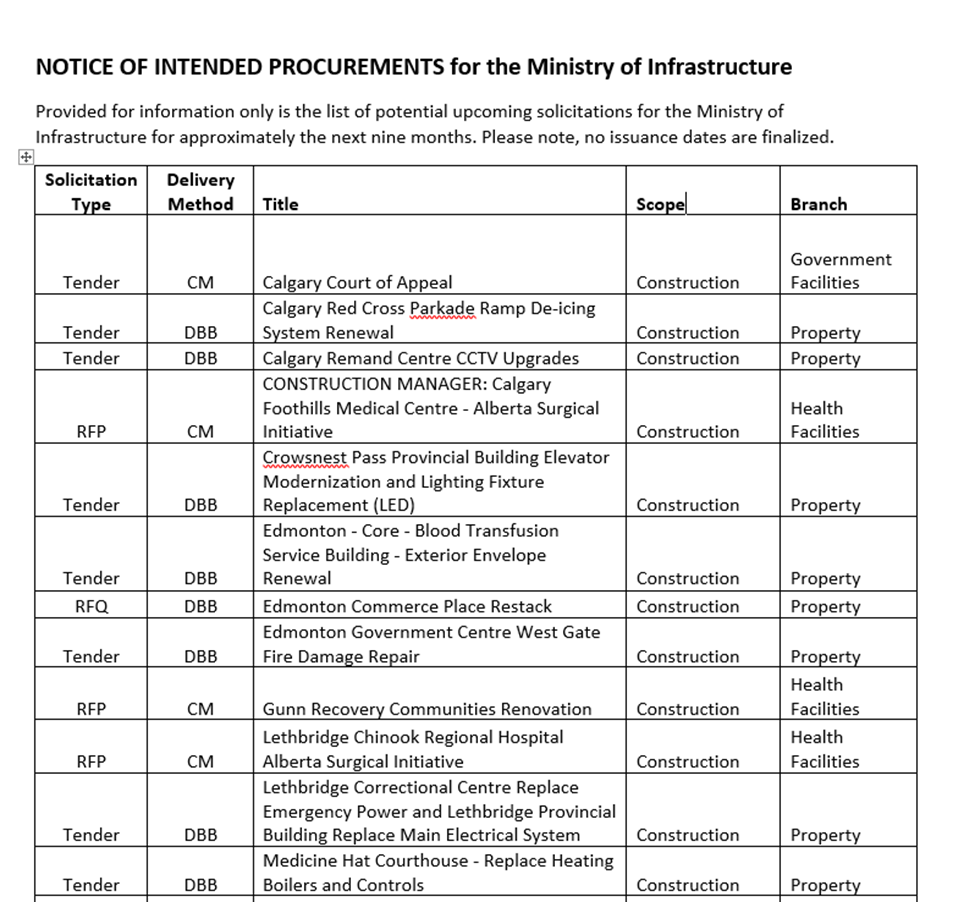 NOTICE OF INTENDED PROCUREMENTS for the Ministry of Infrastructure
Provided for information only is the list of potential upcoming solicitations for the Ministry of
Infrastructure for approximately the next nine months. Please note, no issuance dates are finalized.
Solicitation Type Delivery Method Title Scope Branch
Tender CM Calgary Court of Appeal Construction Government Facilities
Tender DBB Calgary Red Cross Parkade Ramp De-icing
System Renewal Construction Property
Tender DBB Calgary Remand Centre CCTV Upgrades Construction Property
RFP CM CONSTRUCTION MANAGER: Calgary
Foothills Medical Centre - Alberta Surgical
Initiative Construction Health Facilities
Tender DBB Crowsnest Pass Provincial Building Elevator
Modernization and Lighting Fixture
Replacement (LED) Construction Property
Tender DBB Edmonton - Core - Blood Transfusion
Service Building - Exterior Envelope
Renewal Construction Property
RFQ DBB Edmonton Commerce Place Restack Construction Property
Tender DBB Edmonton Government Centre West Gate
Fire Damage Repair Construction Property
RFP CM Gunn Recovery Communities Renovation Construction Health Facilities
RFP CM Lethbridge Chinook Regional Hospital
Alberta Surgical Initiative Construction Health Facilities
Tender DBB Lethbridge Correctional Centre Replace
Emergency Power and Lethbridge Provincial
Building Replace Main Electrical System Construction Property
Tender DBB Medicine Hat Courthouse - Replace Heating
Boilers and Controls Construction Property